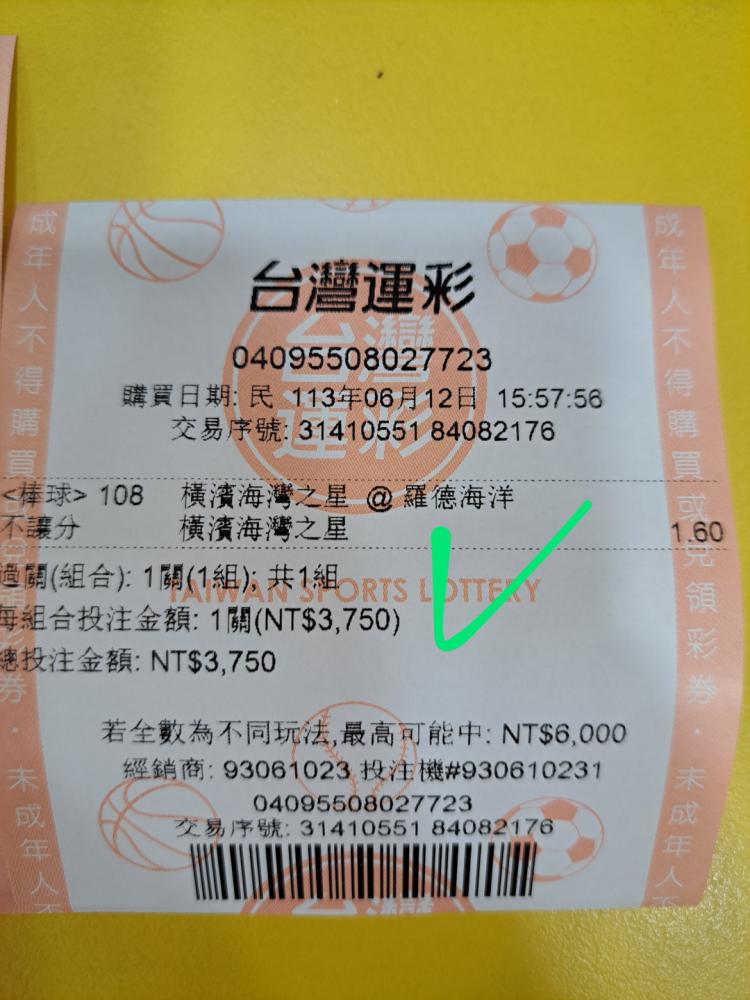 台灣運彩
04095508027723
購買日期: 民 113年06月12日 15:57:56
交易序號: 31410551 84082176
<棒球> 108 橫濱海灣之星 @ 羅德海洋
不讓分 橫濱海灣之星 1.60
過關(組合): 1關(1組); 共1組
TAIWAN SPORTS LOTTERY
每組合投注金額: 1關(NT$3,750)
總投注金額: NT$3,750
若全數為不同玩法,最高可能中: NT$6,000
經銷商: 93061023 投注機#930610231
04095508027723
交易序號: 31410551 84082176
成年人不得購買或兌領彩券・未成年人不
成年人不得購買或兌領彩券・未成年人不